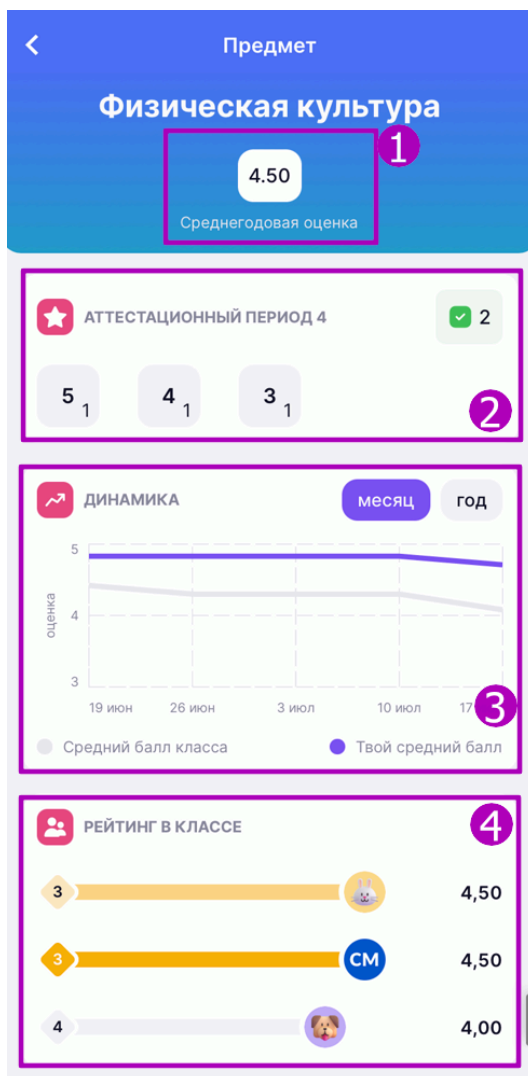 Предмет
Физическая культура
1
4.50
Среднегодовая оценка
АТТЕСТАЦИОННЫЙ ПЕРИОД 4
2
5 1 4 1 3 1
2
ДИНАМИКА
месяц год
5
оценка
4
3
19 июн 26 июн 3 июл 10 июл 17
3
Средний балл класса Твой средний балл
РЕЙТИНГ В КЛАССЕ
4
3 4,50
3 СМ 4,50
4 4,00